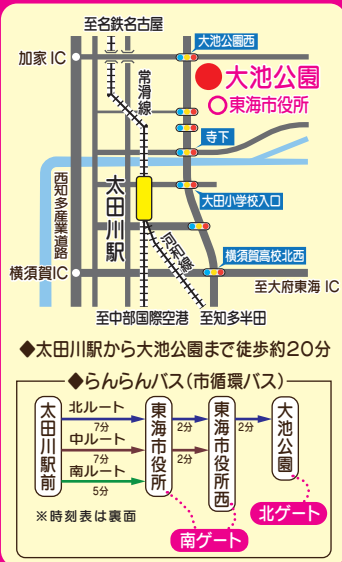 至名鉄名古屋
大池公園西
加家IC
常滑線
大池公園
東海市役所
寺下
西知多産業道路
太田川駅
大田小学校入口
河和線
横須賀高校北西
横須賀IC
至大府東海IC
至中部国際空港
至知多半田
◆太田川駅から大池公園まで徒歩約20分
◆らんらんバス(市循環バス)
太田川駅前
北ルート
7分
中ルート
7分
南ルート
5分
東海市役所
2分
2分
東海市役所西
2分
大池公園
※時刻表は裏面
北ゲート
南ゲート